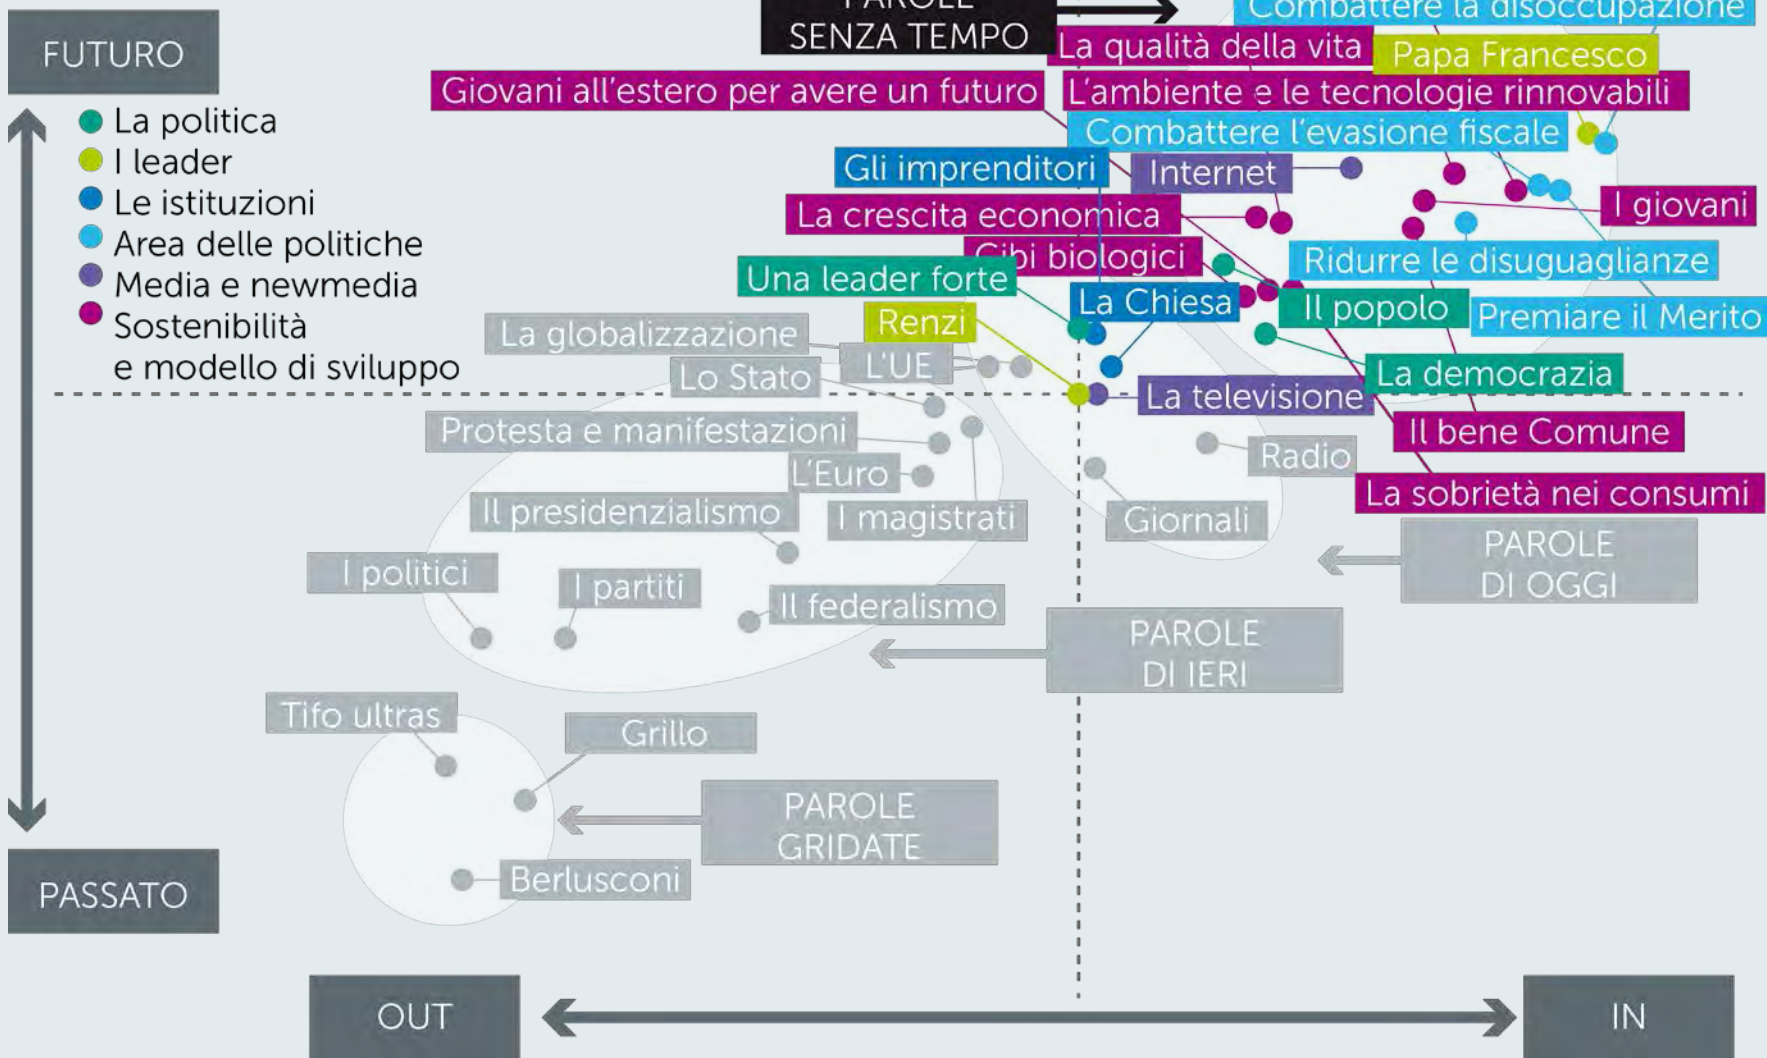 PAROLE
SENZA TEMPO
Combattere la disoccupazione
FUTURO
La qualità della vita
Papa Francesco
Giovani all'estero per avere un futuro
L'ambiente e le tecnologie rinnovabili
La politica
I leader
Le istituzioni
Area delle politiche
Media e newmedia
Sostenibilità
e modello di sviluppo
Combattere l'evasione fiscale
Gli imprenditori
Internet
La crescita economica
I giovani
Cibi biologici
Ridurre le disuguaglianze
Una leader forte
La Chiesa
Il popolo
Premiare il Merito
Renzi
La globalizzazione
L'UE
Lo Stato
La democrazia
La televisione
Protesta e manifestazioni
Il bene Comune
Radio
L'Euro
La sobrietà nei consumi
Il presidenzialismo
I magistrati
Giornali
PAROLE
DI OGGI
I politici
I partiti
Il federalismo
PAROLE
DI IERI
Tifo ultras
Grillo
PAROLE
GRIDATE
Berlusconi
PASSATO
OUT
IN